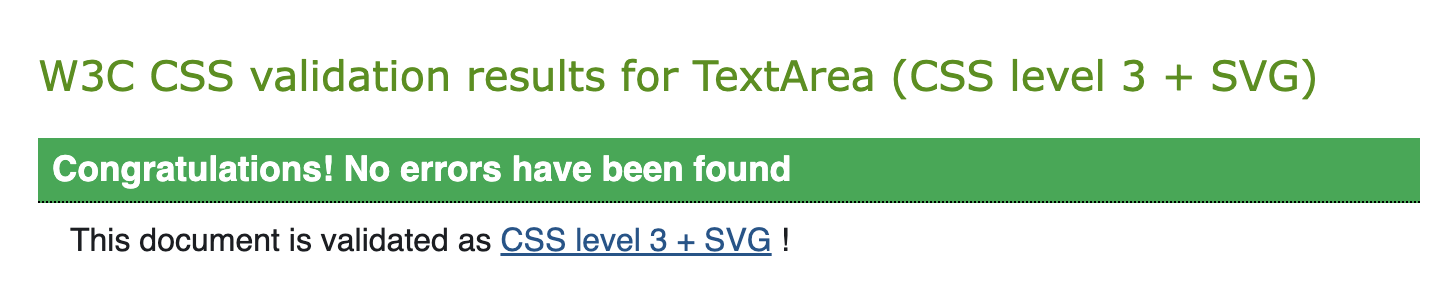 W3C CSS validation results for TextArea (CSS level 3 + SVG)
Congratulations! No errors have been found
This document is validated as CSS level 3 + SVG !